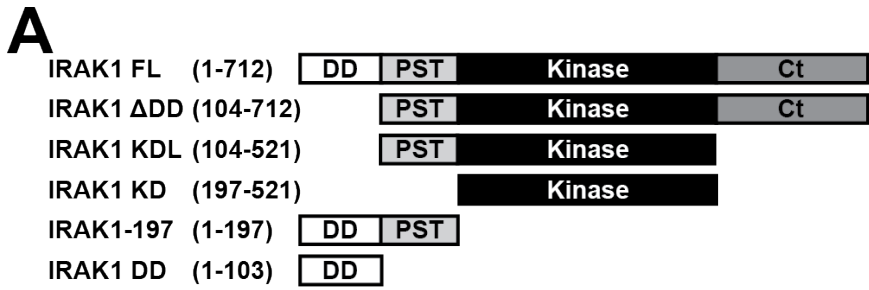 A
IRAK1 FL (1-712) DD PST Kinase Ct
IRAK1 ΔDD (104-712) PST Kinase Ct
IRAK1 KDL (104-521) PST Kinase
IRAK1 KD (197-521) Kinase
IRAK1-197 (1-197) DD PST
IRAK1 DD (1-103) DD